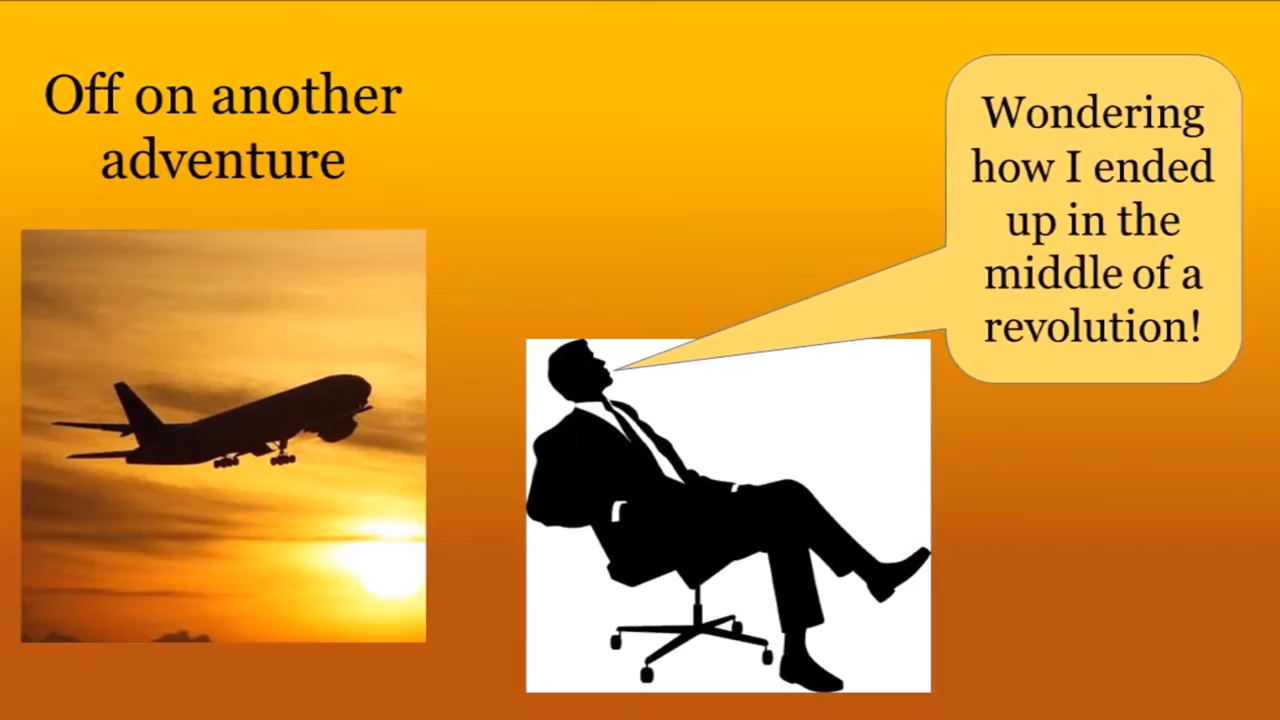 Off on another
adventure
Wondering
how I ended
up in the
middle of a
revolution!